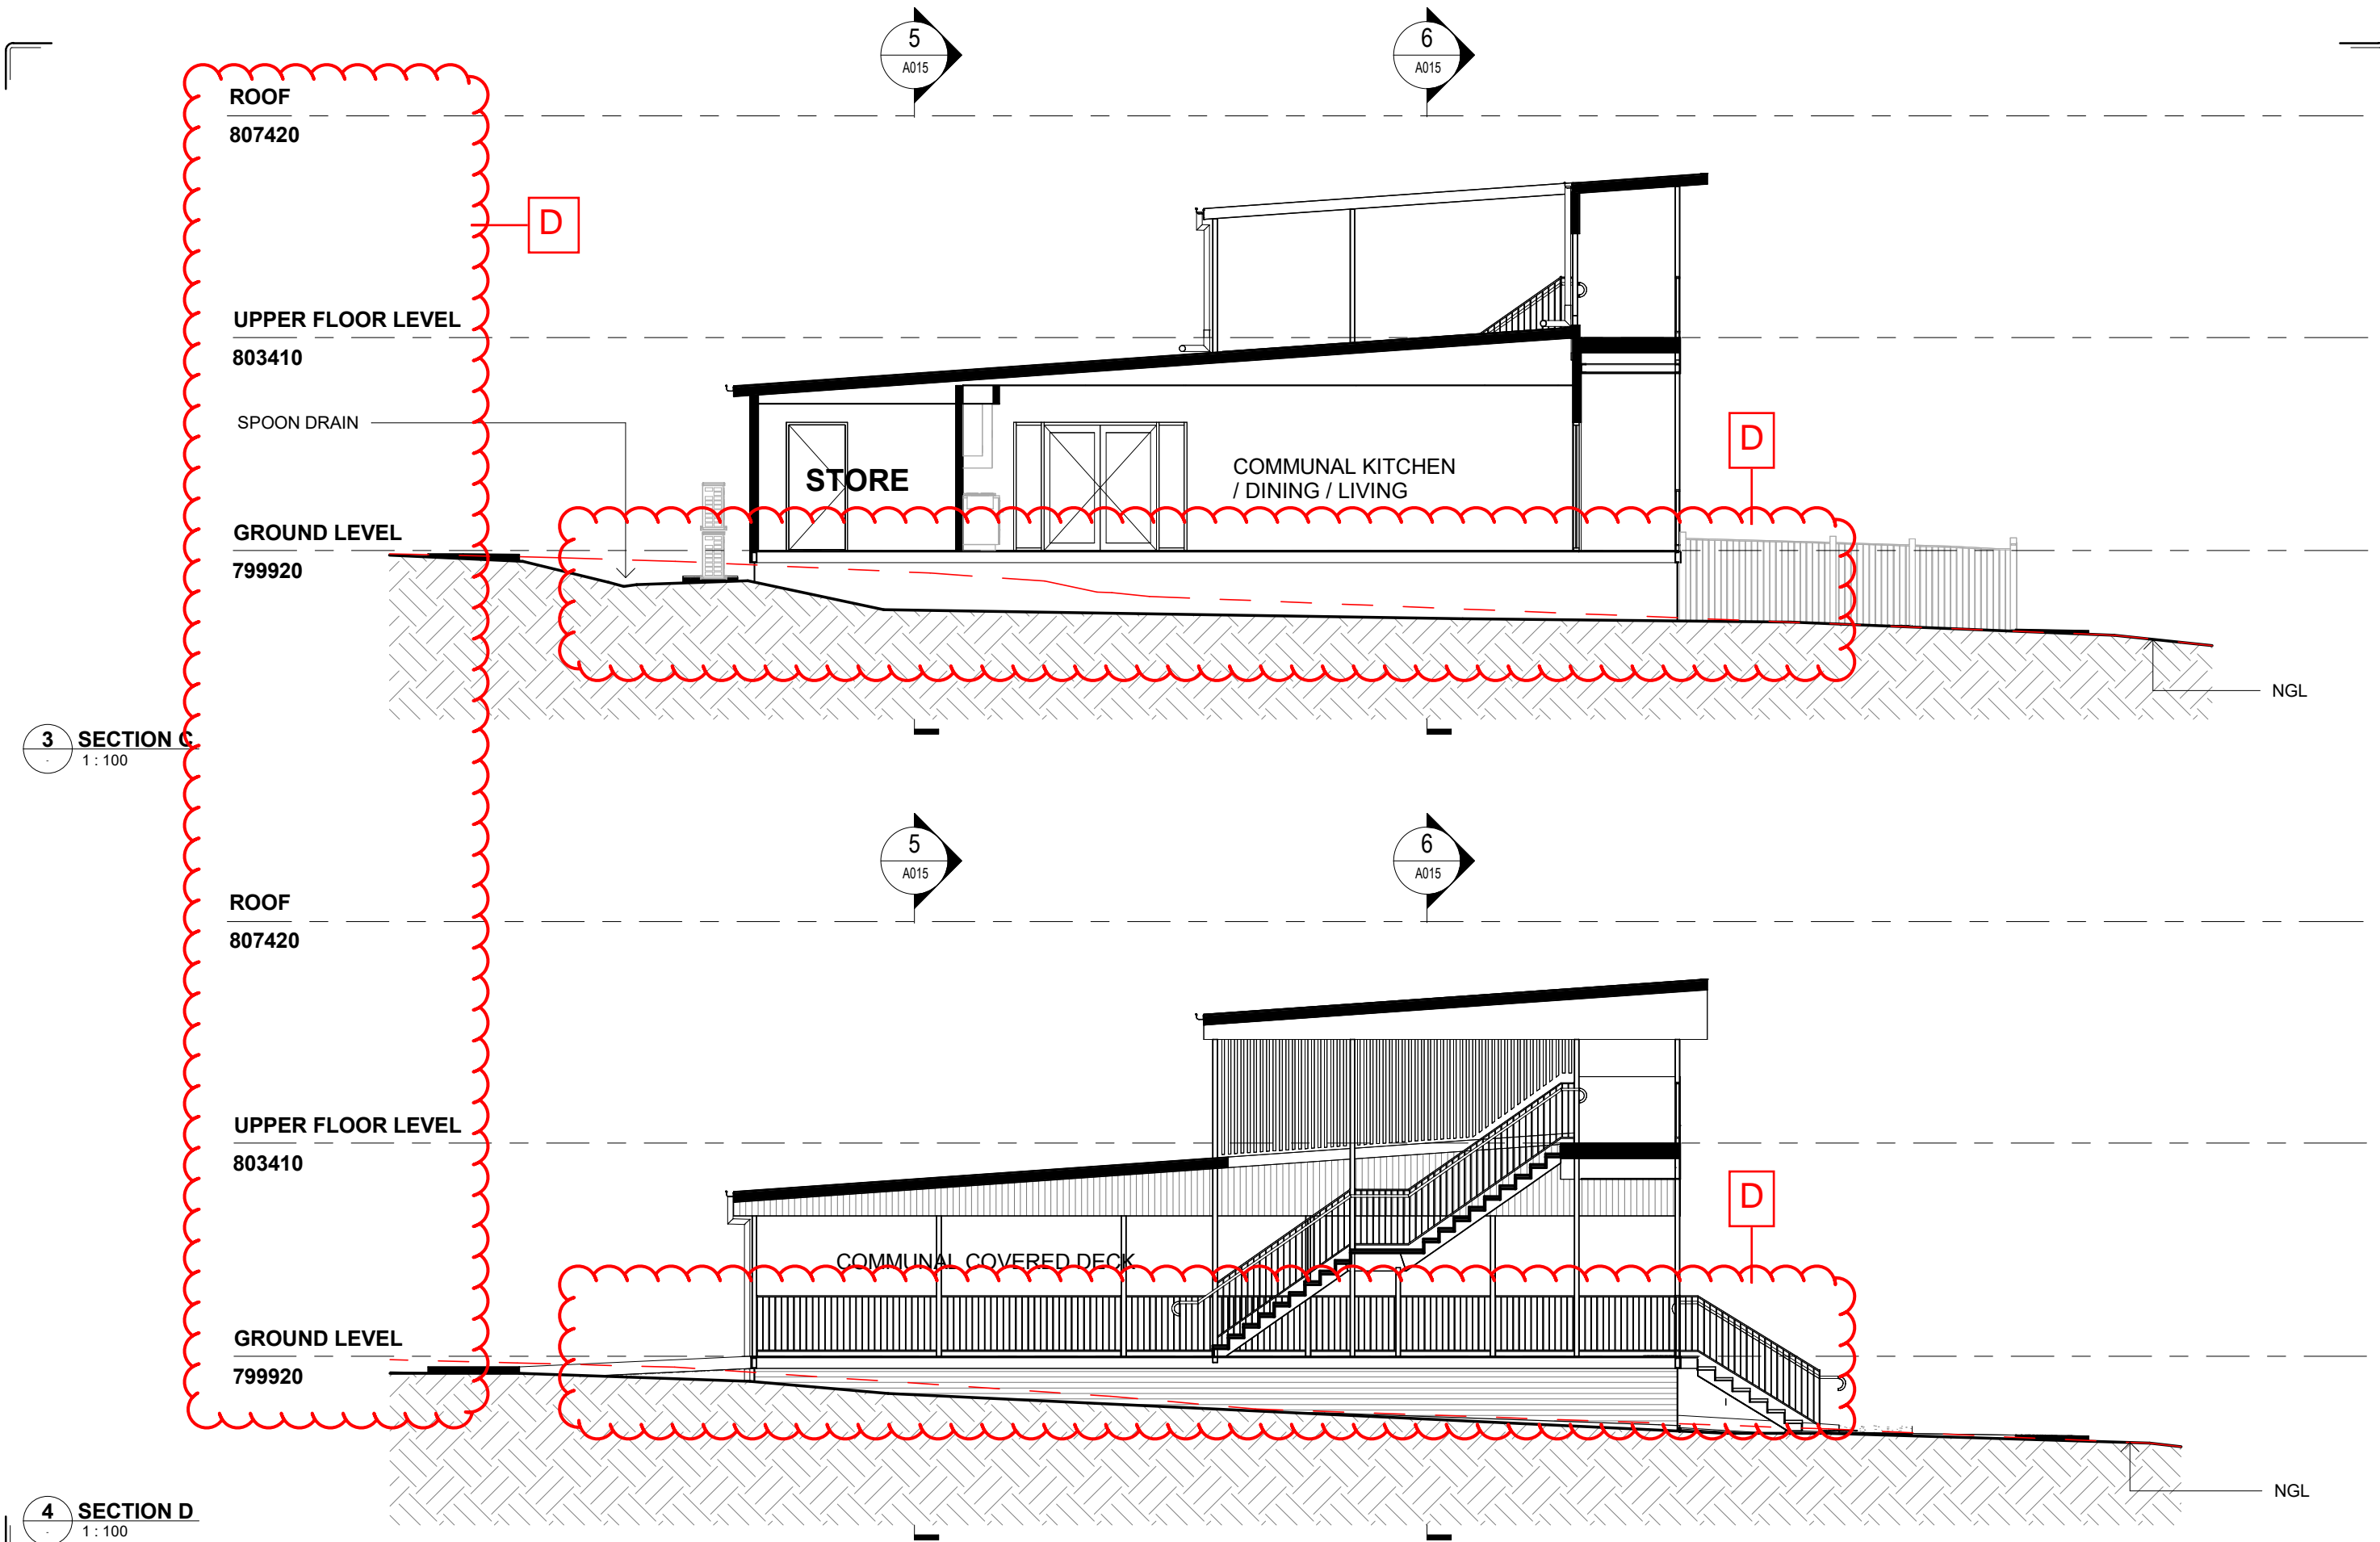 5
A015
6
A015
ROOF
807420
D
UPPER FLOOR LEVEL
803410
SPOON DRAIN
D
STORE
COMMUNAL KITCHEN
/ DINING / LIVING
GROUND LEVEL
799920
NGL
3
-
SECTION C
1 : 100
5
A015
6
A015
ROOF
807420
UPPER FLOOR LEVEL
803410
D
COMMUNAL COVERED DECK
GROUND LEVEL
799920
NGL
4
-
SECTION D
1 : 100